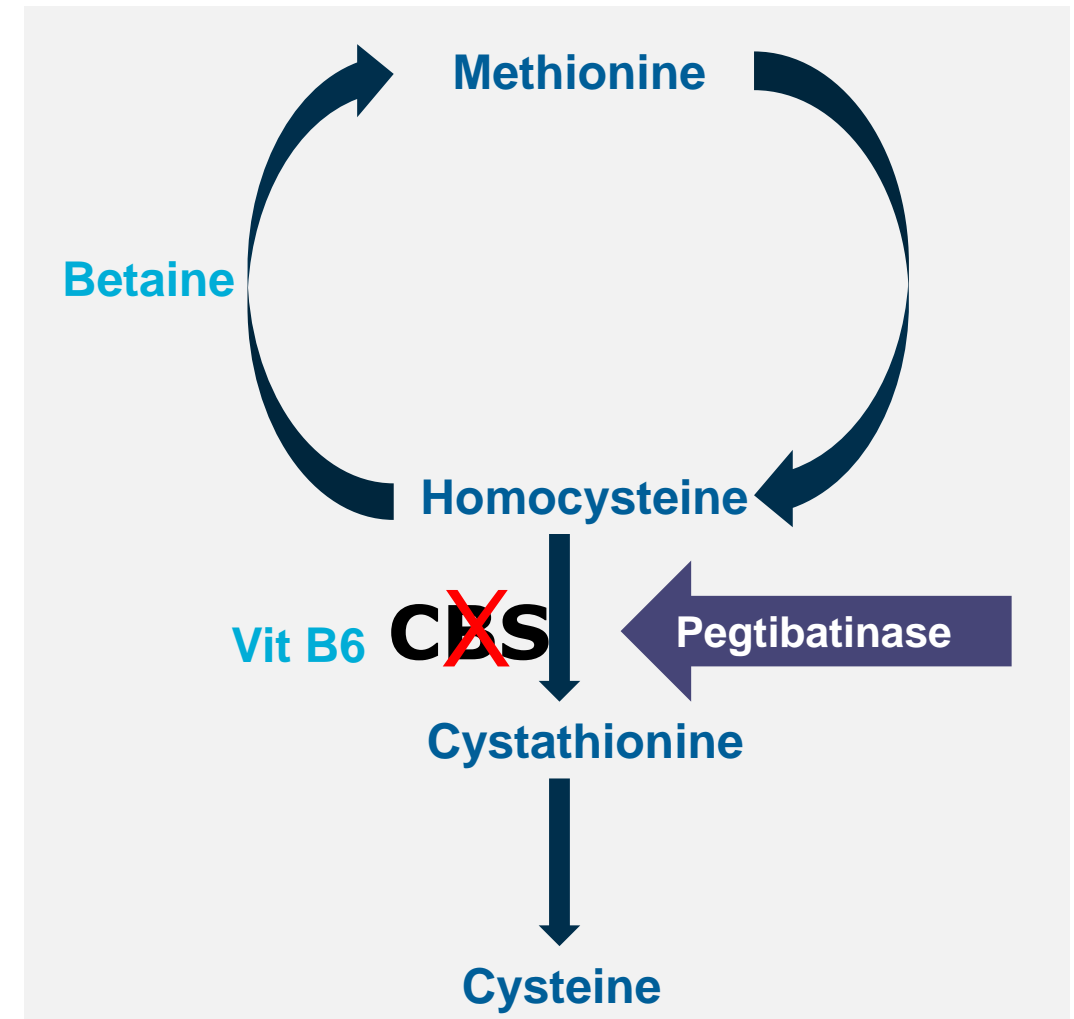 Methionine
Betaine
Homocysteine
Vit B6 CBS Pegtibatinase
Cystathionine
Cysteine